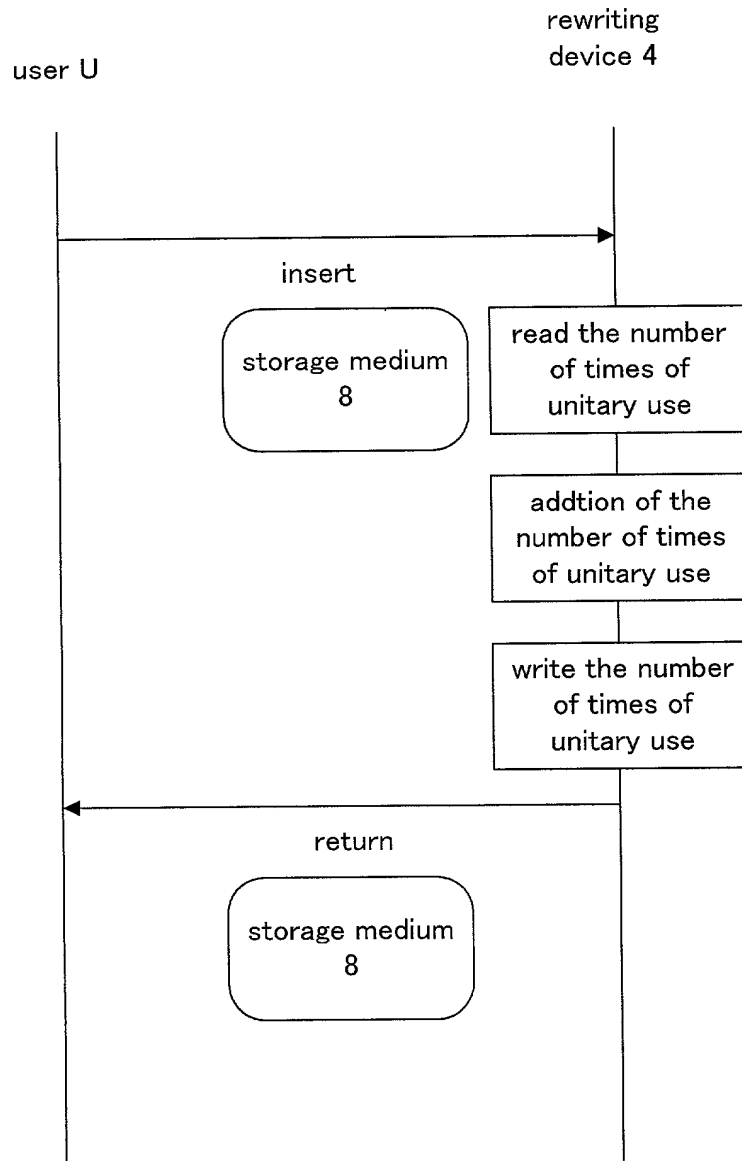 user U
rewriting
device 4
insert
storage medium
8
read the number
of times of
unitary use
addtion of the
number of times
of unitary use
write the number
of times of
unitary use
return
storage medium
8